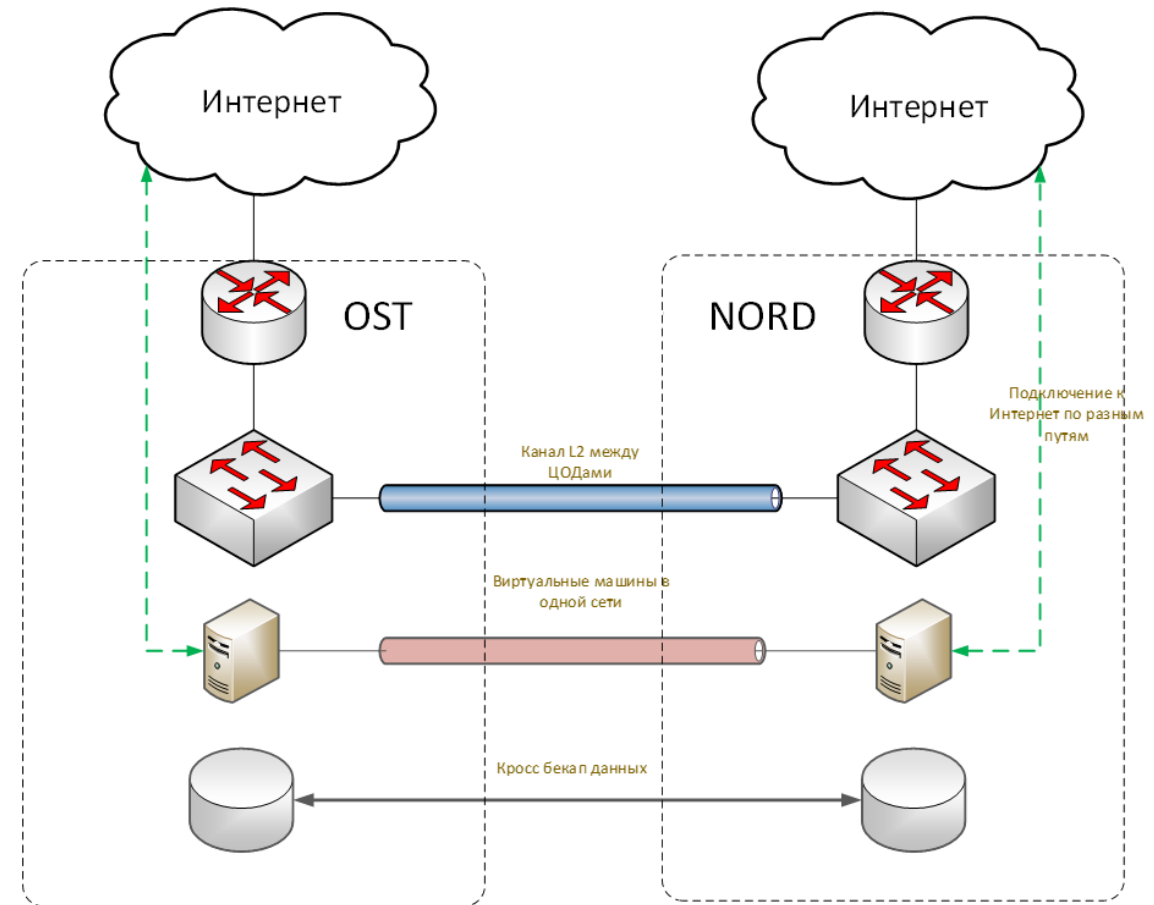 Интернет
Интернет
OST
NORD
Подключение к
Интернет по разным
путям
Канал L2 между
ЦОДами
Виртуальные машины в
одной сети
Кросс бекап данных